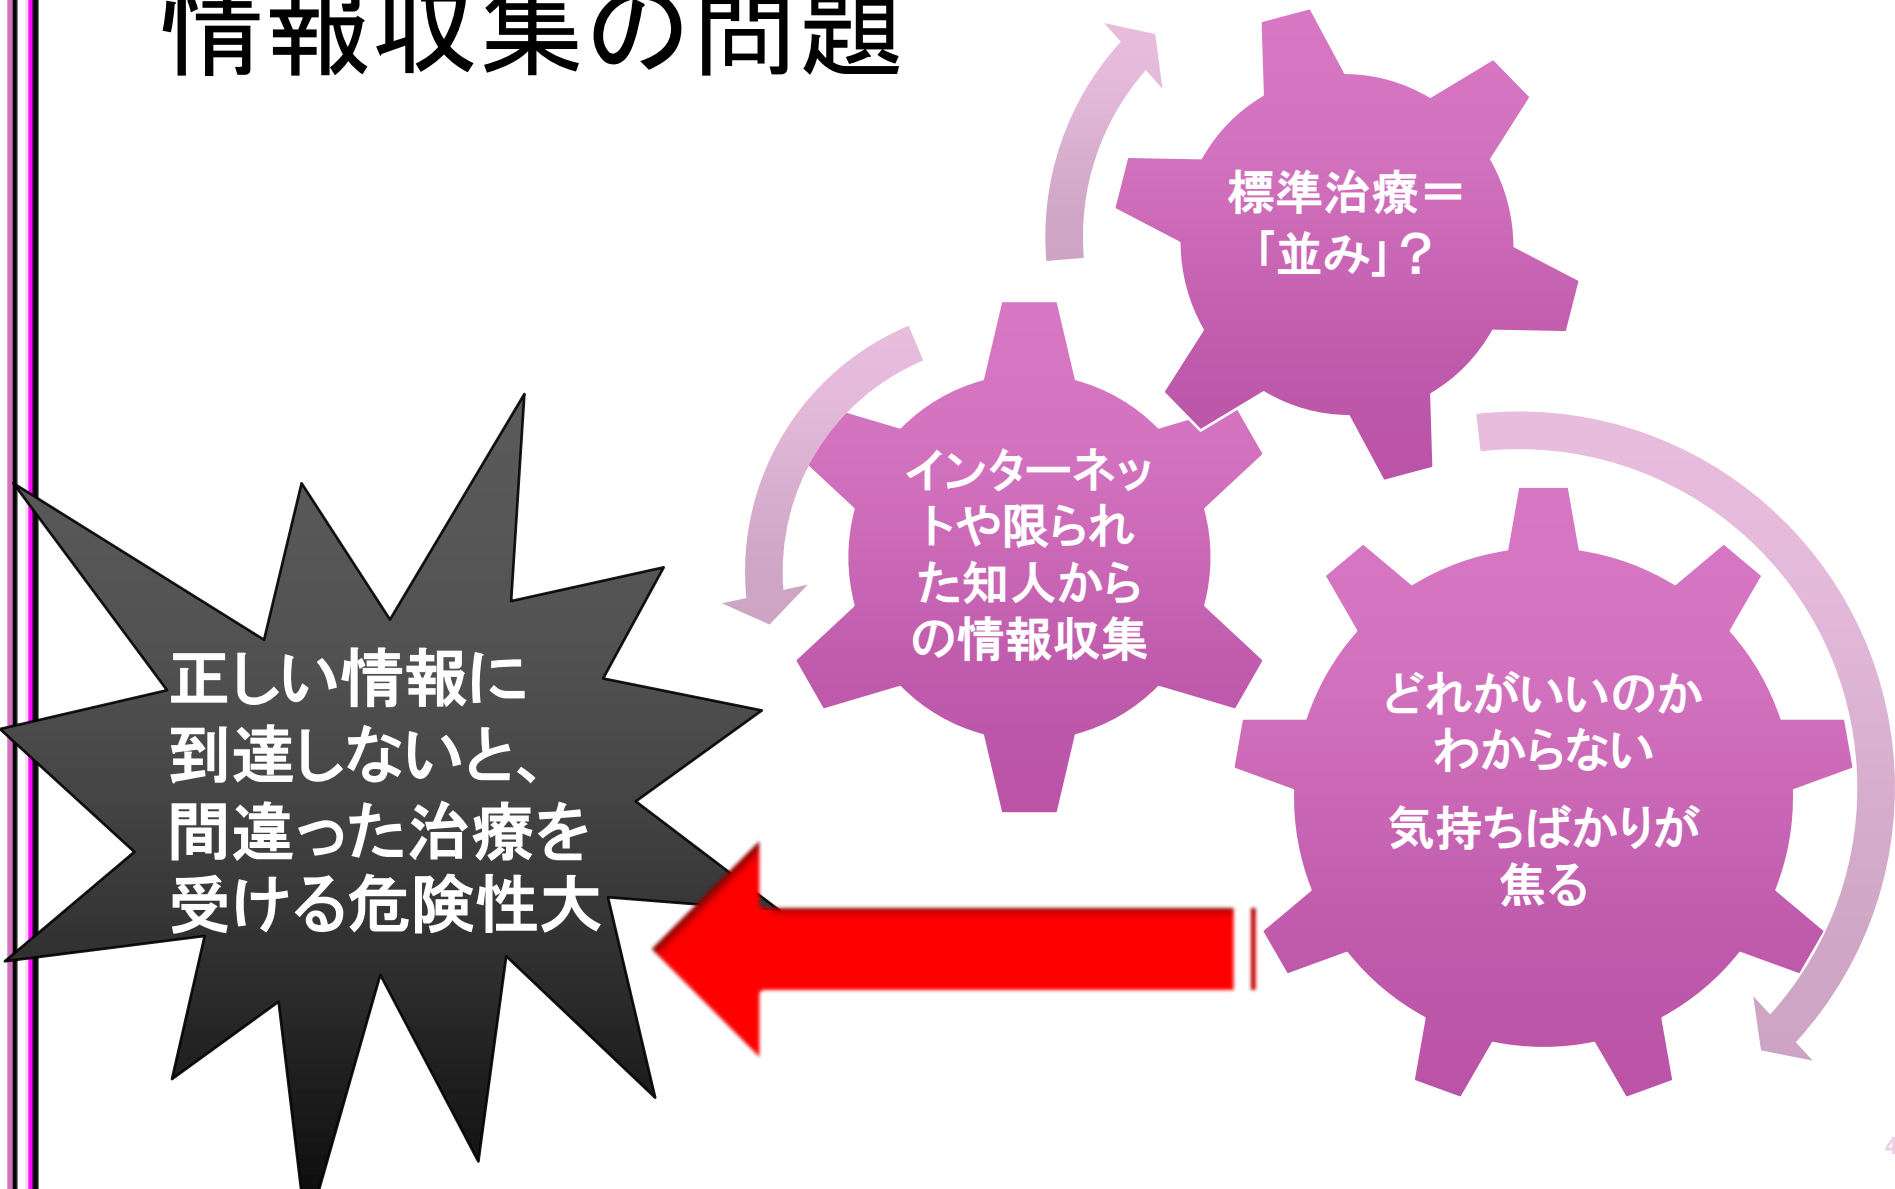 情報収集の問題
標準治療＝
「並み」？
インターネッ
トや限られ
た知人から
の情報収集
どれがいいのか
わからない
気持ちばかりが
焦る
正しい情報に
到達しないと、
間違った治療を
受ける危険性大
4